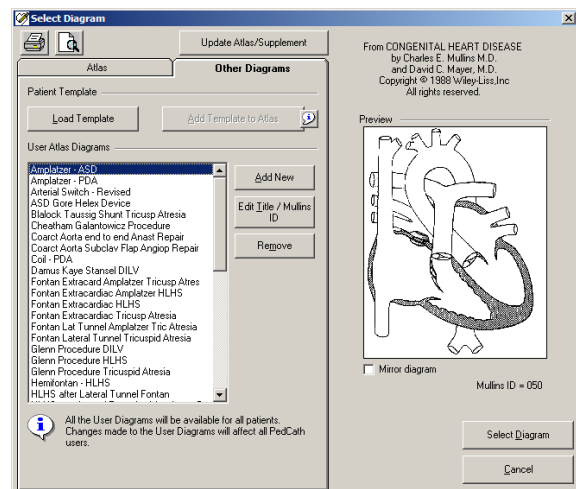 Select Diagram
Update Atlas/Supplement
Atlas
Other Diagrams
Patient Template
Load Template
Add Template to Atlas
User Atlas Diagrams
Amplatzer - ASD
Amplatzer - PDA
Arterial Switch - Revised
ASD Gore Helex Device
Blalock Taussig Shunt Tricusp Atresia
Cheatham Galantowicz Procedure
Coarct Aorta end to end Anast Repair
Coarct Aorta Subclav Flap Angiop Repair
Coil - PDA
Damus Kaye Stansel DILV
Fontan Extracard Amplatzer Tricusp Atres
Fontan Extracardiac Amplatzer HLHS
Fontan Extracardiac HLHS
Fontan Extracardiac Tricusp Atresia
Fontan Lat Tunnel Amplatzer Tric Atresia
Fontan Lateral Tunnel Tricuspid Atresia
Glenn Procedure DILV
Glenn Procedure HLHS
Glenn Procedure Tricuspid Atresia
Hemifontan - HLHS
HLHS after Lateral Tunnel Fontan
Add New
Edit Title / Mullins
ID
Remove
All the User Diagrams will be available for all patients.
Changes made to the User Diagrams will affect all PedCath
users.
From CONGENITAL HEART DISEASE
by Charles E. Mullins M.D.
and David C. Mayer, M.D.
Copyright © 1988 Wiley-Liss,Inc
All rights reserved.
Preview
Mirror diagram
Mullins ID = 050
Select Diagram
Cancel